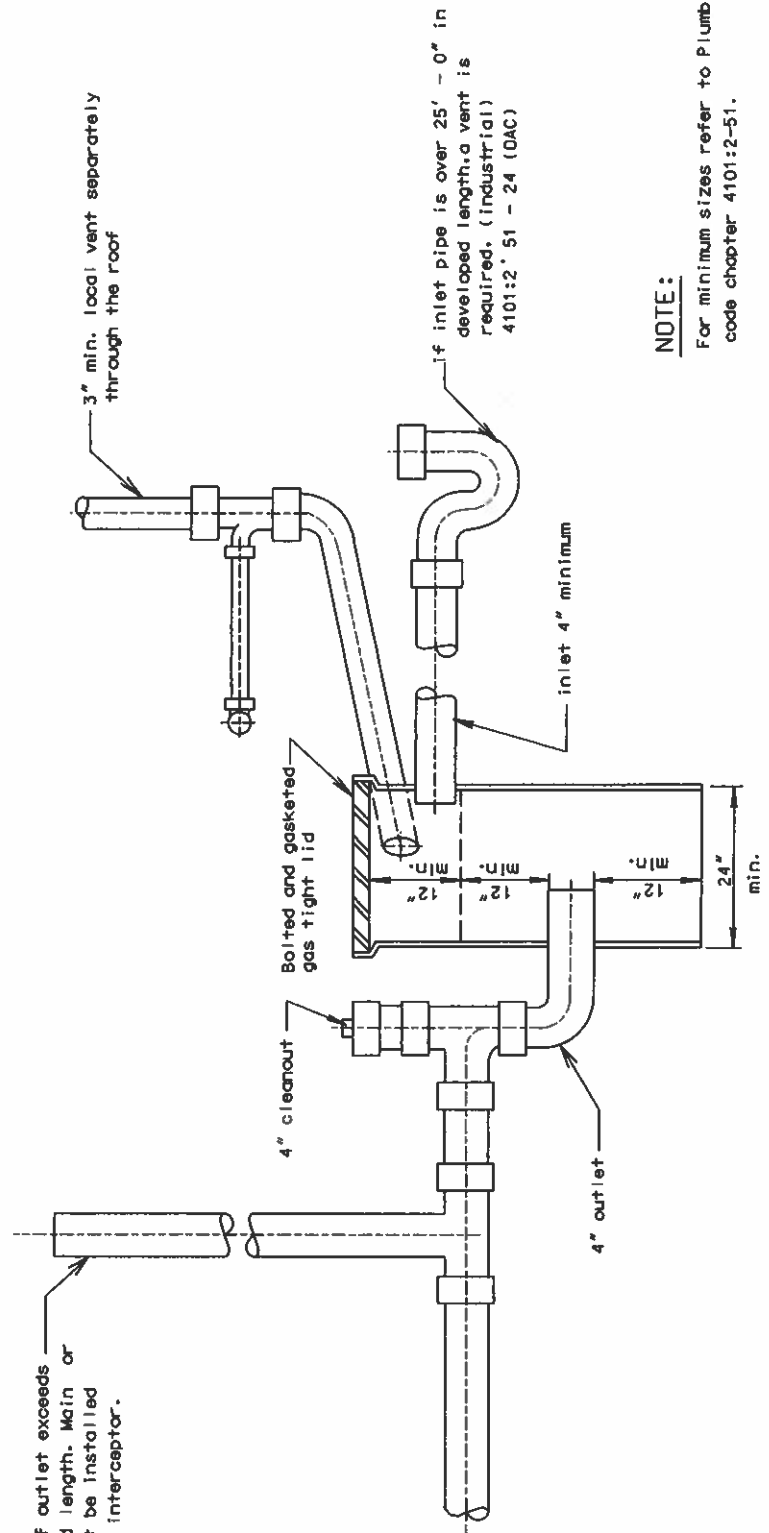 f outlet exceeds
d length. Main or
be installed
interceptor.
4" cleanout
Bolted and gasketed
gas tight lid
3" min. local vent separately
through the roof
12"
min.
12"
min.
12"
min.
24"
min.
4" outlet
inlet 4" minimum
if inlet pipe is over 25' - 0" in
developed length.a vent is
required. (industrial)
4101:2' 51 - 24 (OAC)
NOTE:
For minimum sizes refer to Plumb
code chapter 4101:2-51.